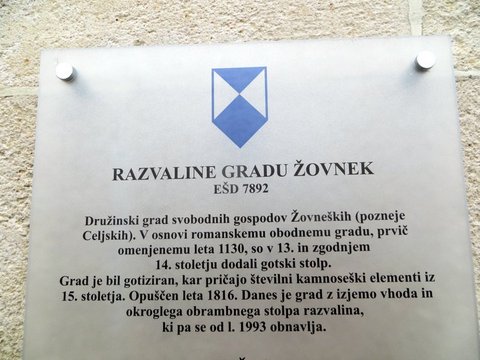 RAZVALINE GRADU ŽOVNEK
EŠD 7892
Družinski grad svobodnih gospodov Žovneških (pozneje
Celjskih). V osnovi romanskemu obodnemu gradu, prvič
omenjenemu leta 1130, so v 13. in zgodnjem
14. stoletju dodali gotski stolp.
Grad je bil gotiziran, kar pričajo številni kamnoseški elementi iz
15. stoletja. Opuščen leta 1816. Danes je grad z izjemo vhoda in
okroglega obrambnega stolpa razvalina,
ki pa se od l. 1993 obnavlja.